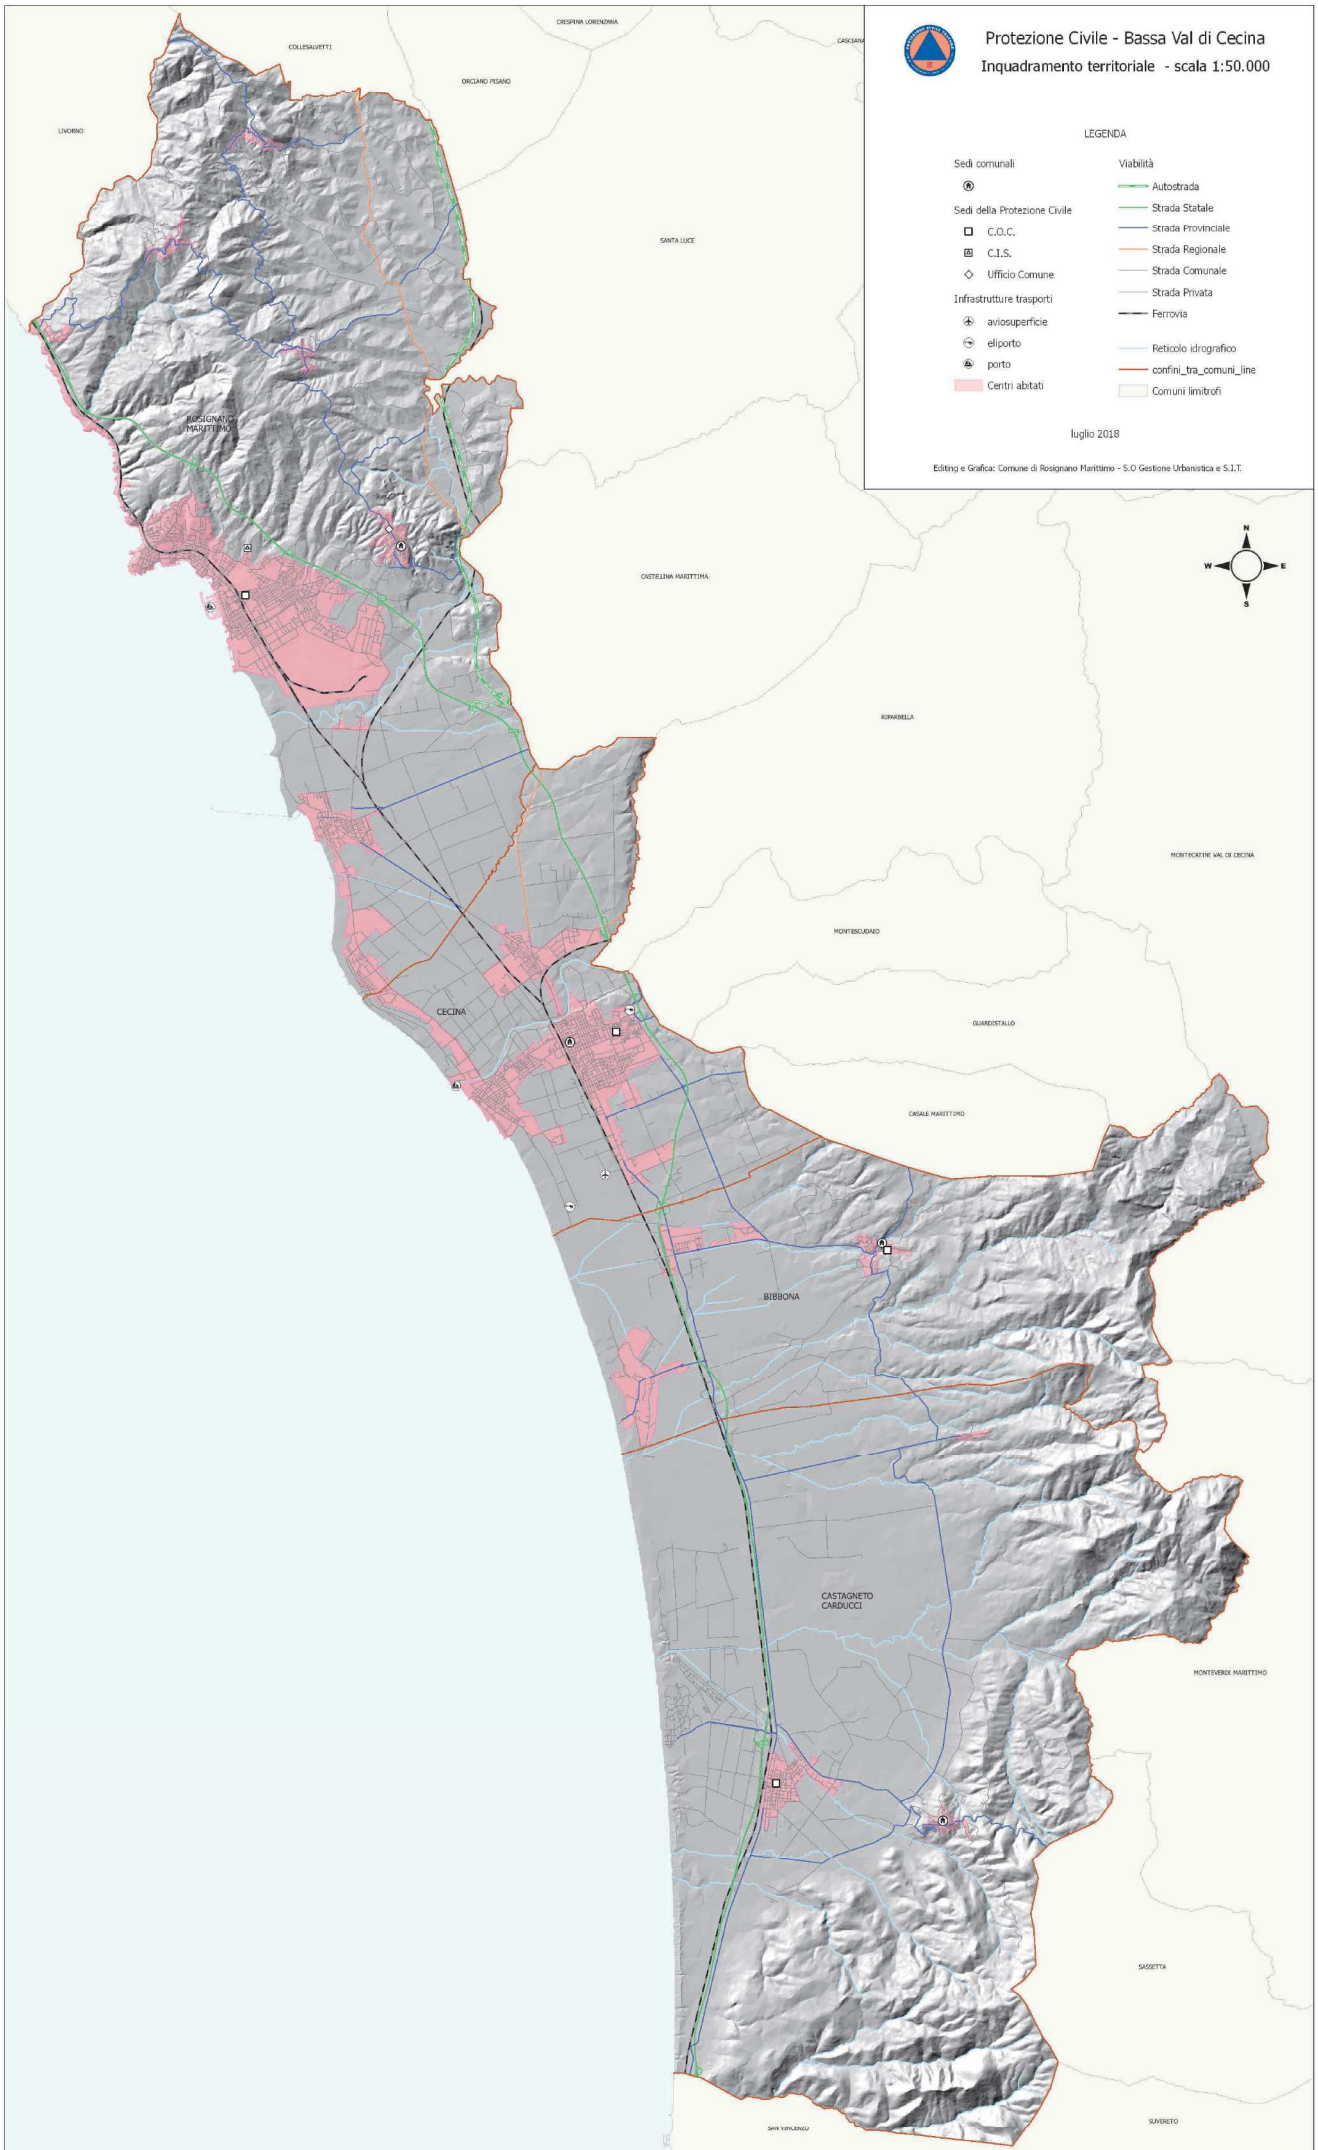 Protezione Civile - Bassa Val di Cecina
Inquadramento territoriale - scala 1:50.000
LEGENDA
Sedi comunali
Sedi della Protezione Civile
C.O.C.
C.I.S.
Ufficio Comune
Infrastrutture trasporti
aviosuperficie
eliporto
porto
Centri abitati
Viabilità
Autostrada
Strada Statale
Strada Provinciale
Strada Regionale
Strada Comunale
Strada Privata
Ferrovia
Reticolo idrografico
confini_tra_comuni_line
Comuni limitrofi
luglio 2018
Editing e Grafica: Comune di Rosignano Marittimo - S.O Gestione Urbanistica e S.I.T.
N
W
E
S
CRESPINA LORENZANA
COLLESALVETTI
CASCIANA
ORCIANO PISANO
LIVORNO
SANTA LUCE
ROSIGNANO
MARITTIMO
CASTELLINA MARITTIMA
RIPARBELLA
MONTECATINI VAL DI CECINA
MONTESCUDAIO
CECINA
GUARDISTALLO
CASALE MARITTIMO
BIBBONA
CASTAGNETO
CARDUCCI
MONTEVERDI MARITTIMO
SASSETTA
SUVERETO
SAN VINCENZO